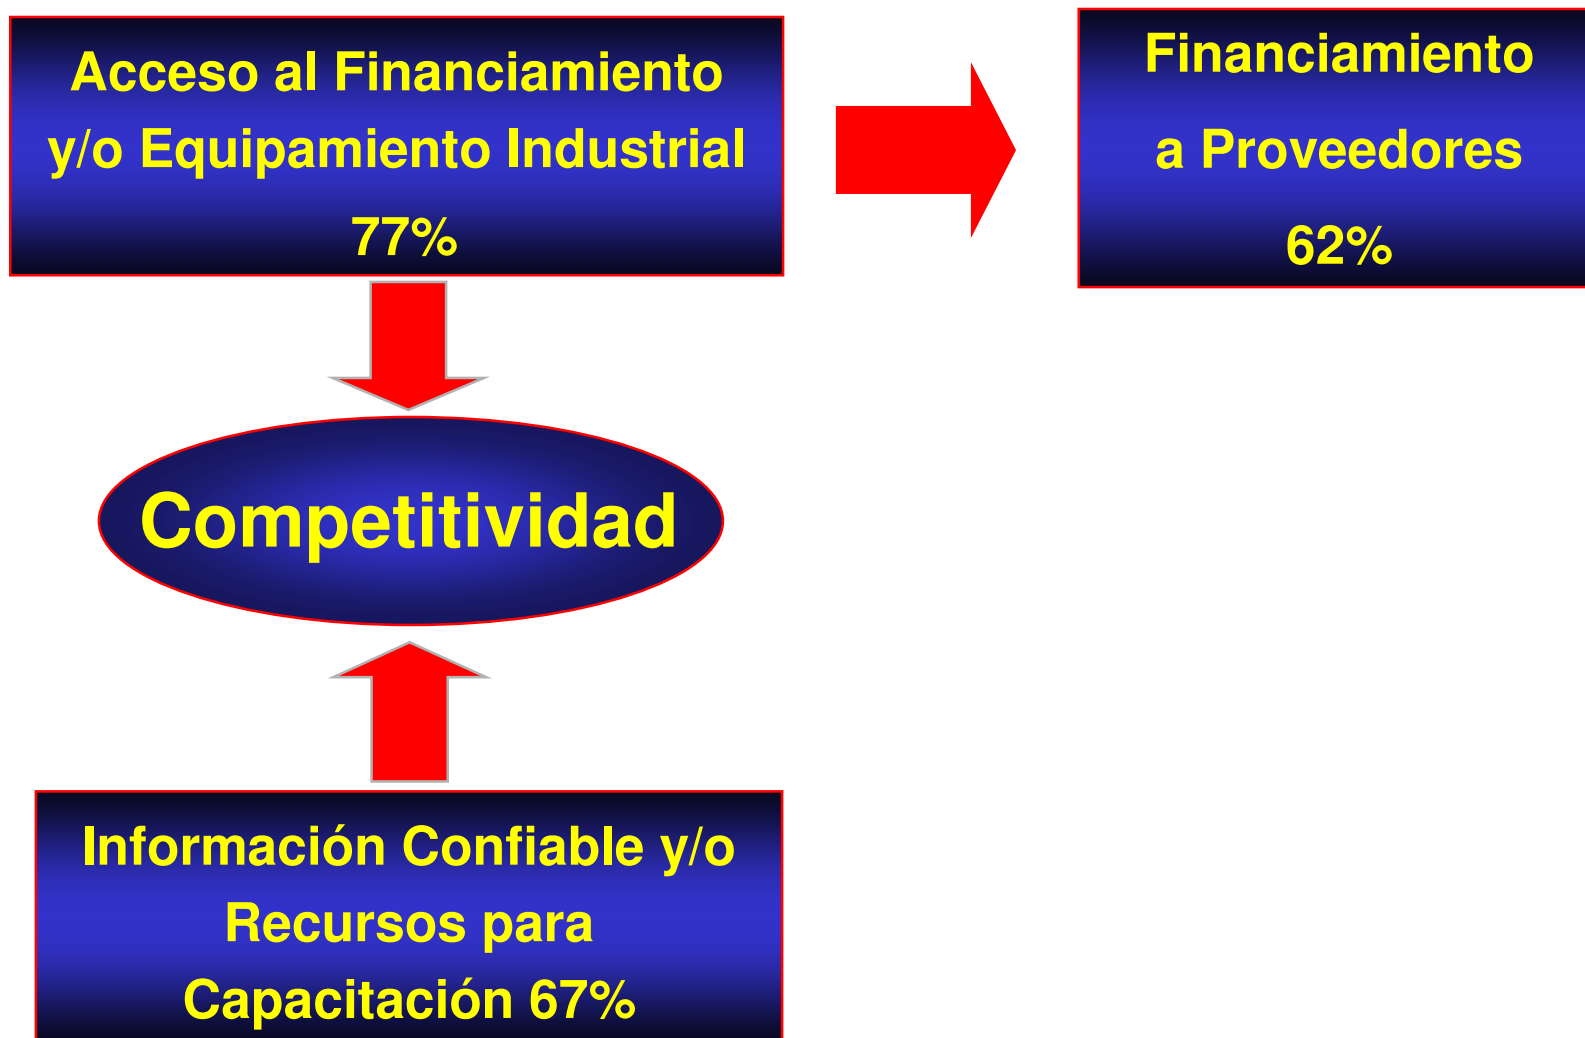 Acceso al Financiamiento
y/o Equipamiento Industrial
77%
Financiamiento
a Proveedores
62%
Competitividad
Información Confiable y/o
Recursos para
Capacitación 67%